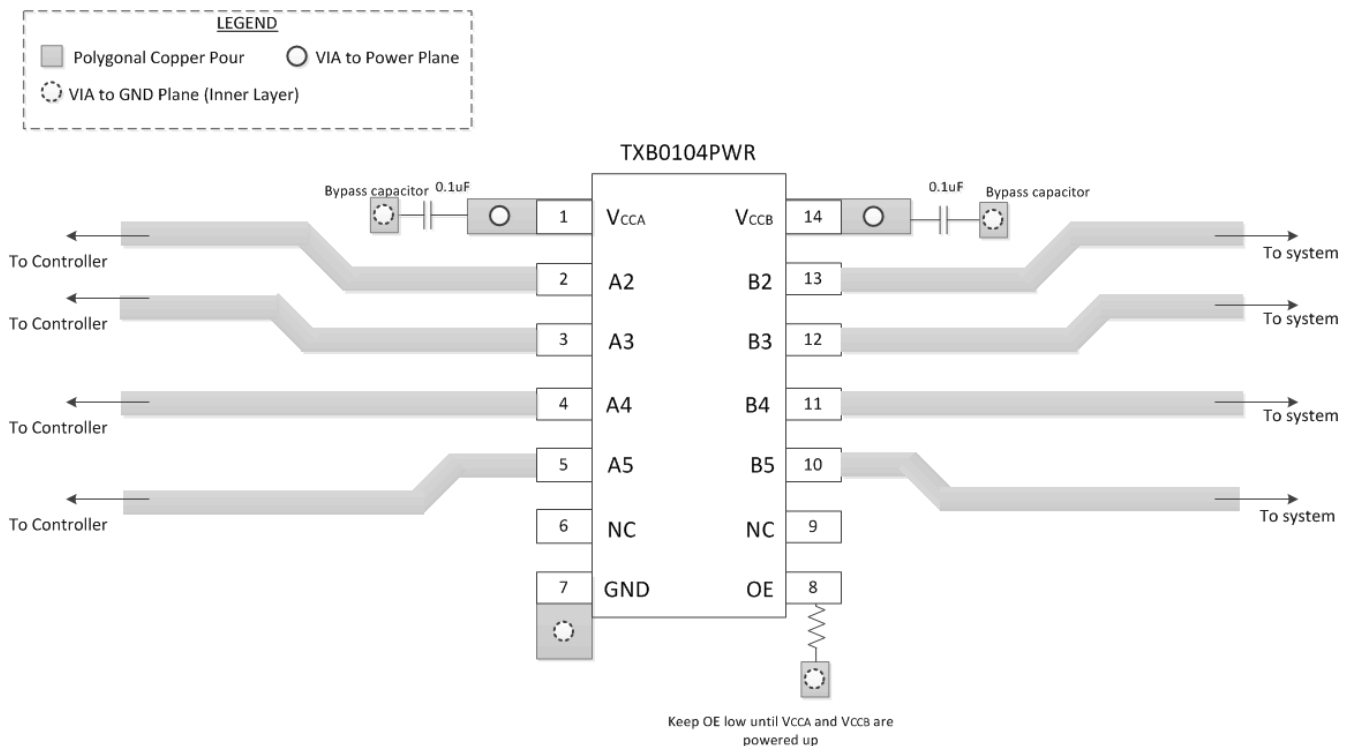 LEGEND
Polygonal Copper Pour
VIA to Power Plane
VIA to GND Plane (Inner Layer)
TXB0104PWR
Bypass capacitor
0.1uF
0.1uF
Bypass capacitor
1
VCCA
VCCB
14
To Controller
To system
2
A2
B2
13
To Controller
To system
3
A3
B3
12
4
A4
B4
11
To Controller
To system
5
A5
B5
10
To Controller
To system
6
NC
NC
9
7
GND
OE
8
Keep OE low until VCCA and VCCB are
powered up